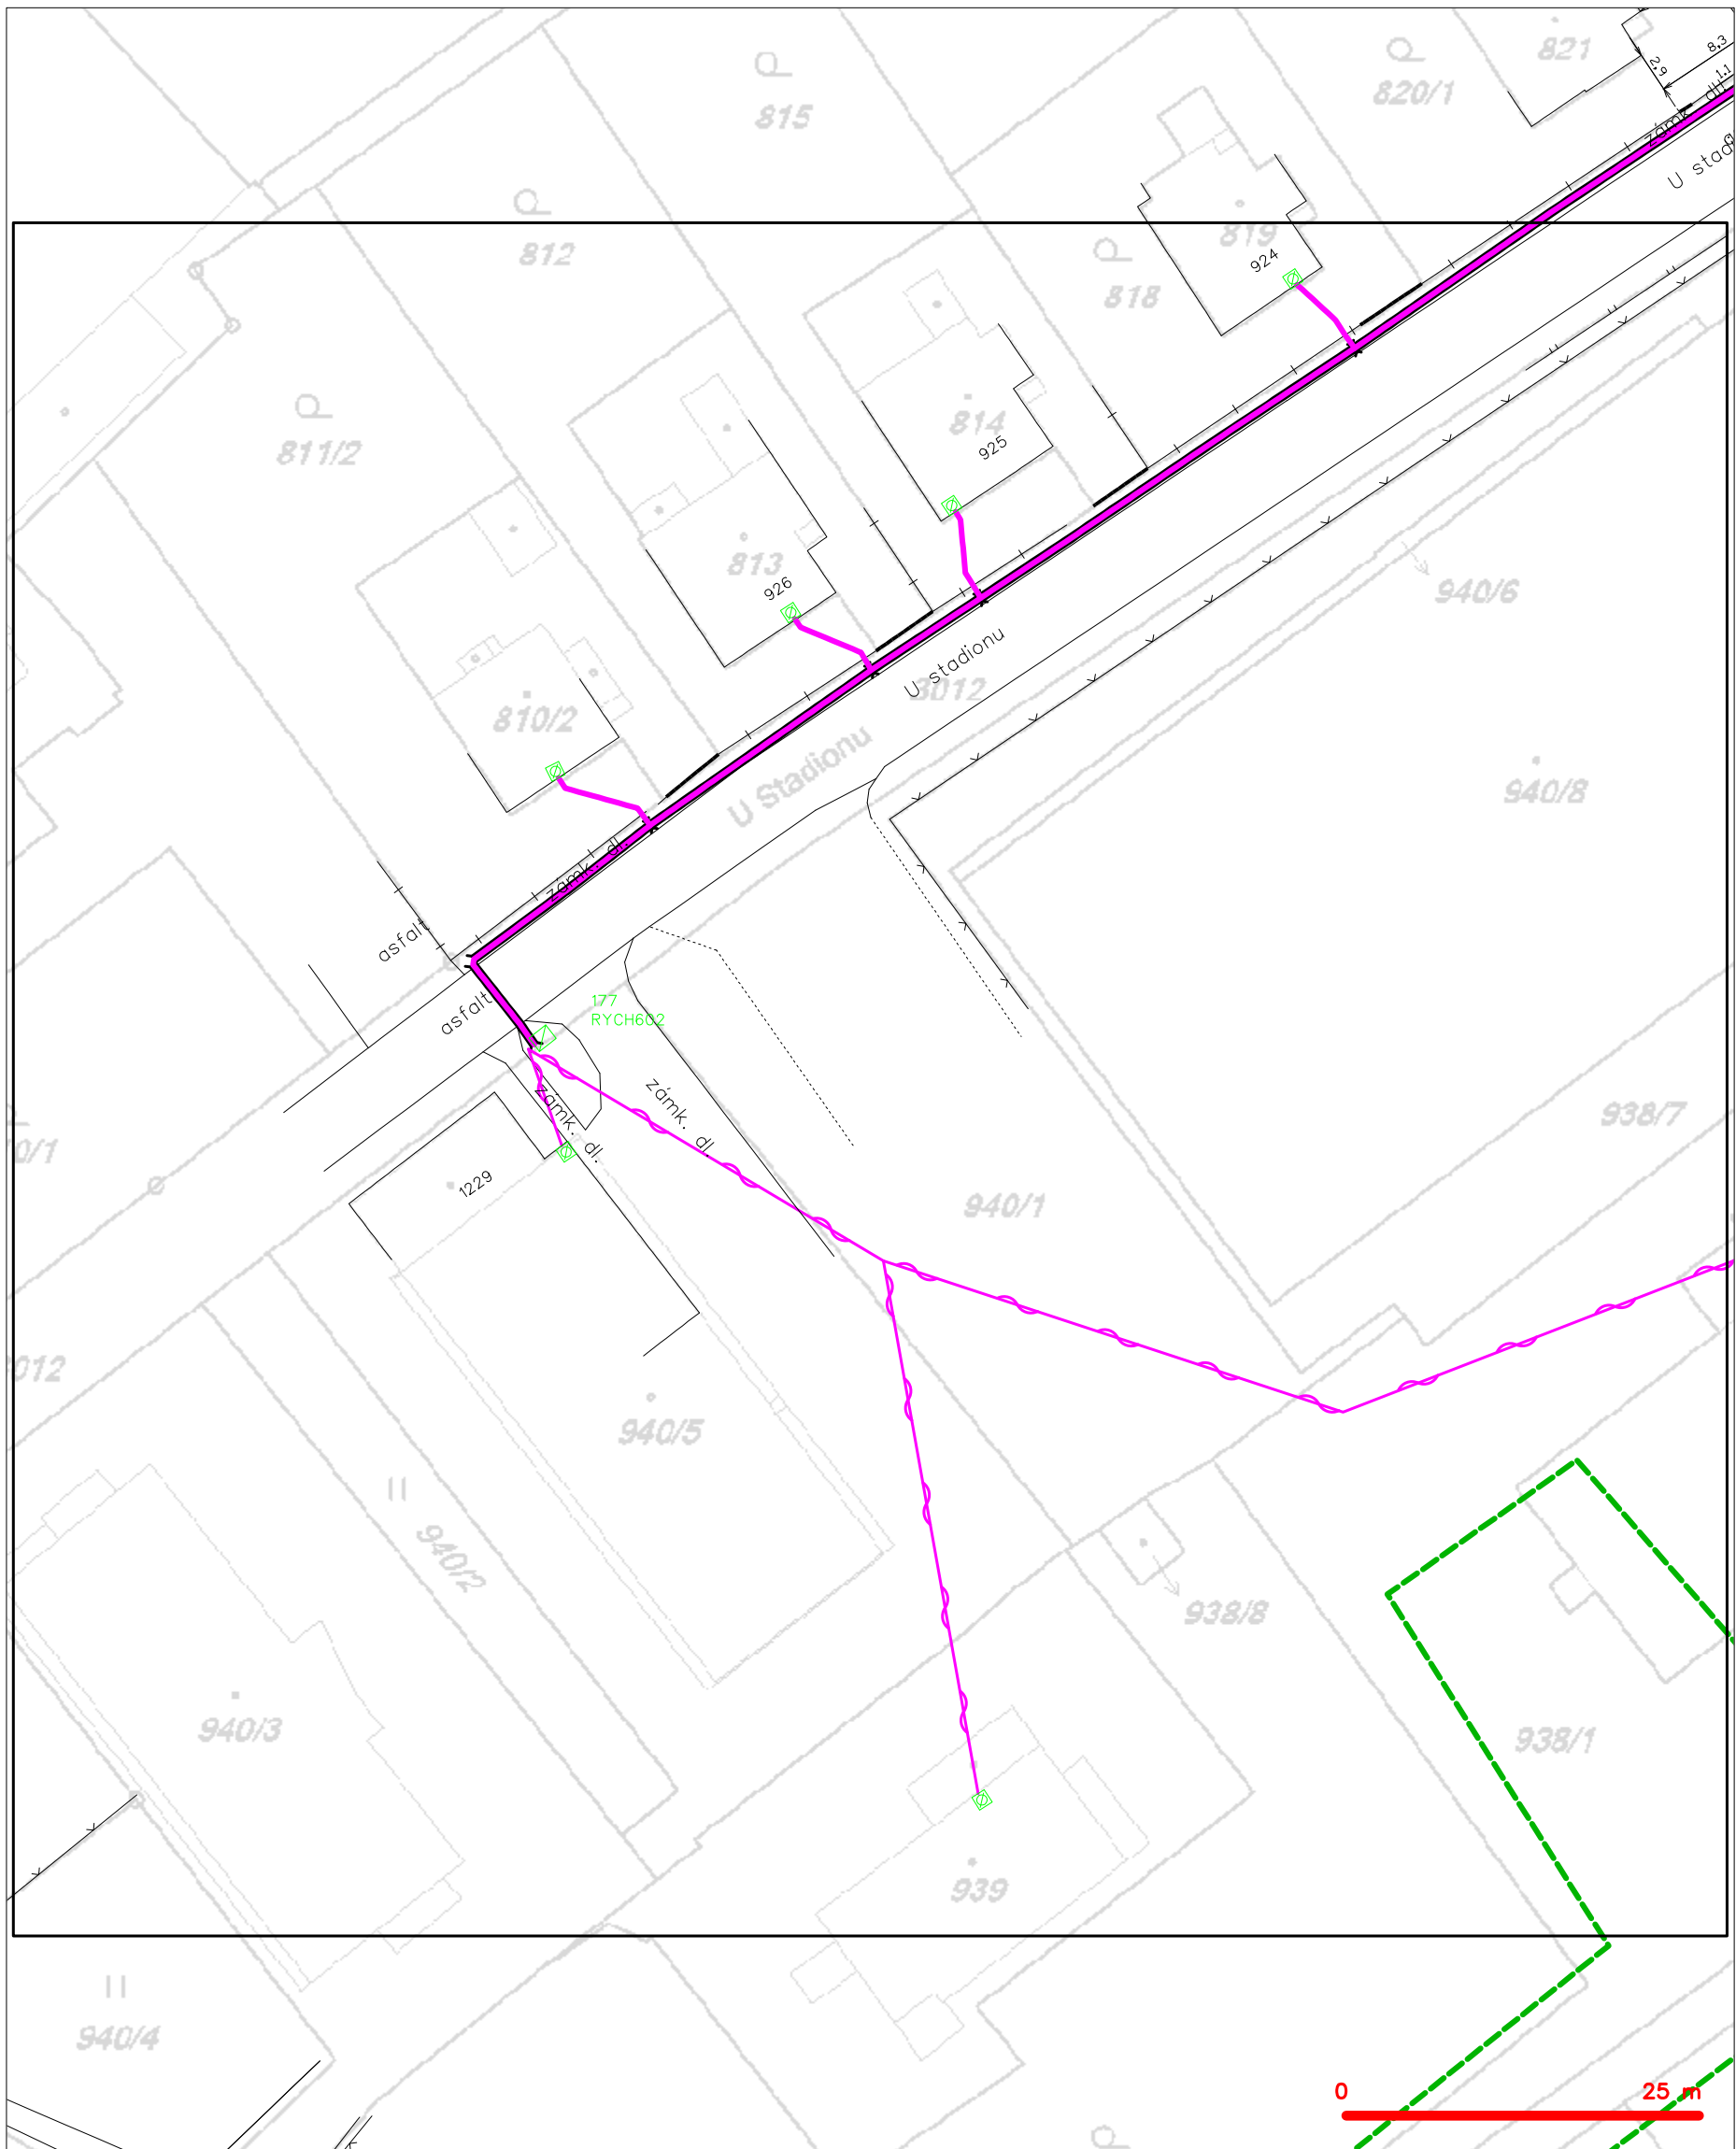 821
8,3
2,9
1,1
820/1
815
zámk. dl.
U stad
812
819
924
818
811/2
814
925
813
926
940/6
U stadionu
3012
810/2
U Stadionu
940/8
zámk. dl.
asfalt
asfalt
177
RYCH602
zámk. dl.
zámk. dl.
938/7
0/1
1229
940/1
012
940/5
940/2
938/8
940/3
938/1
939
940/4
0 25 m